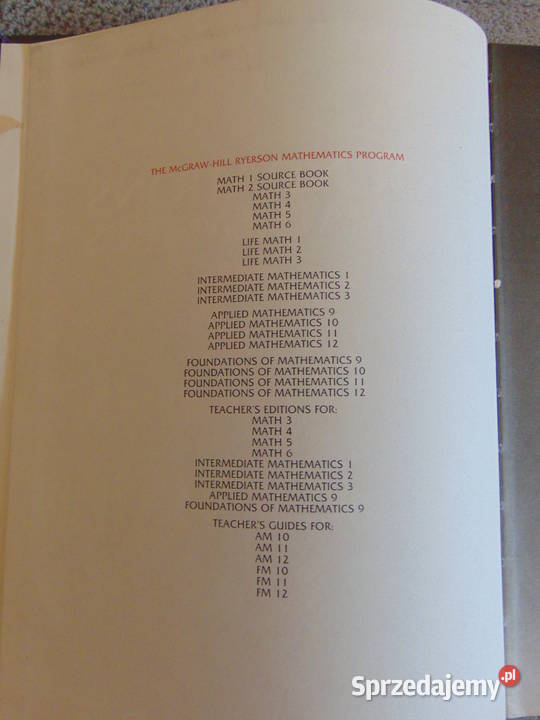 THE McGRAW-HILL RYERSON MATHEMATICS PROGRAM
MATH 1 SOURCE BOOK
MATH 2 SOURCE BOOK
MATH 3
MATH 4
MATH 5
MATH 6
LIFE MATH 1
LIFE MATH 2
LIFE MATH 3
INTERMEDIATE MATHEMATICS 1
INTERMEDIATE MATHEMATICS 2
INTERMEDIATE MATHEMATICS 3
APPLIED MATHEMATICS 9
APPLIED MATHEMATICS 10
APPLIED MATHEMATICS 11
APPLIED MATHEMATICS 12
FOUNDATIONS OF MATHEMATICS 9
FOUNDATIONS OF MATHEMATICS 10
FOUNDATIONS OF MATHEMATICS 11
FOUNDATIONS OF MATHEMATICS 12
TEACHER'S EDITIONS FOR:
MATH 3
MATH 4
MATH 5
MATH 6
INTERMEDIATE MATHEMATICS 1
INTERMEDIATE MATHEMATICS 2
INTERMEDIATE MATHEMATICS 3
APPLIED MATHEMATICS 9
FOUNDATIONS OF MATHEMATICS 9
TEACHER'S GUIDES FOR:
AM 10
AM 11
AM 12
FM 10
FM 11
FM 12
Sprzedajemy.pl